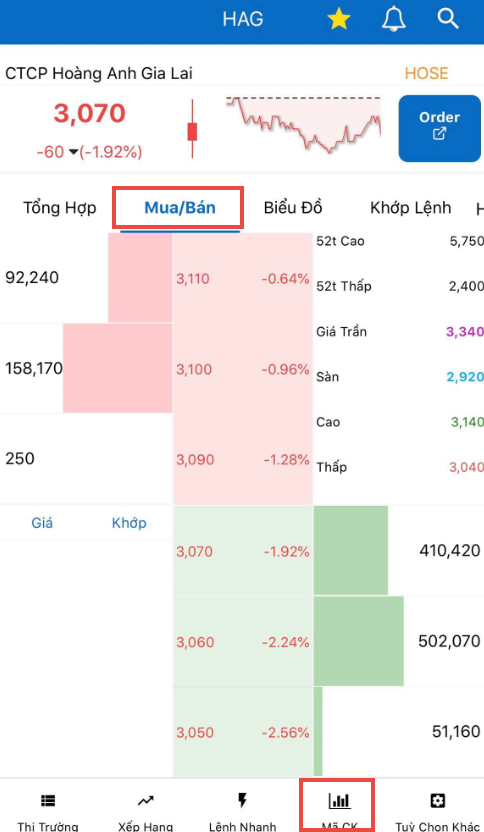 HAG
CTCP Hoàng Anh Gia Lai
HOSE
3,070
-60 (-1.92%)
Order
Tổng Hợp
Mua/Bán
Biểu Đồ
Khớp Lệnh
H
92,240
3,110
-0.64%
158,170
3,100
-0.96%
250
3,090
-1.28%
52t Cao
5,750
52t Thấp
2,400
Giá Trần
3,340
Sàn
2,920
Cao
3,140
Thấp
3,040
Giá
Khớp
3,070
-1.92%
410,420
3,060
-2.24%
502,070
3,050
-2.56%
51,160
Thị Trường
Xếp Hạng
Lệnh Nhanh
Mã CK
Tuỳ Chọn Khác